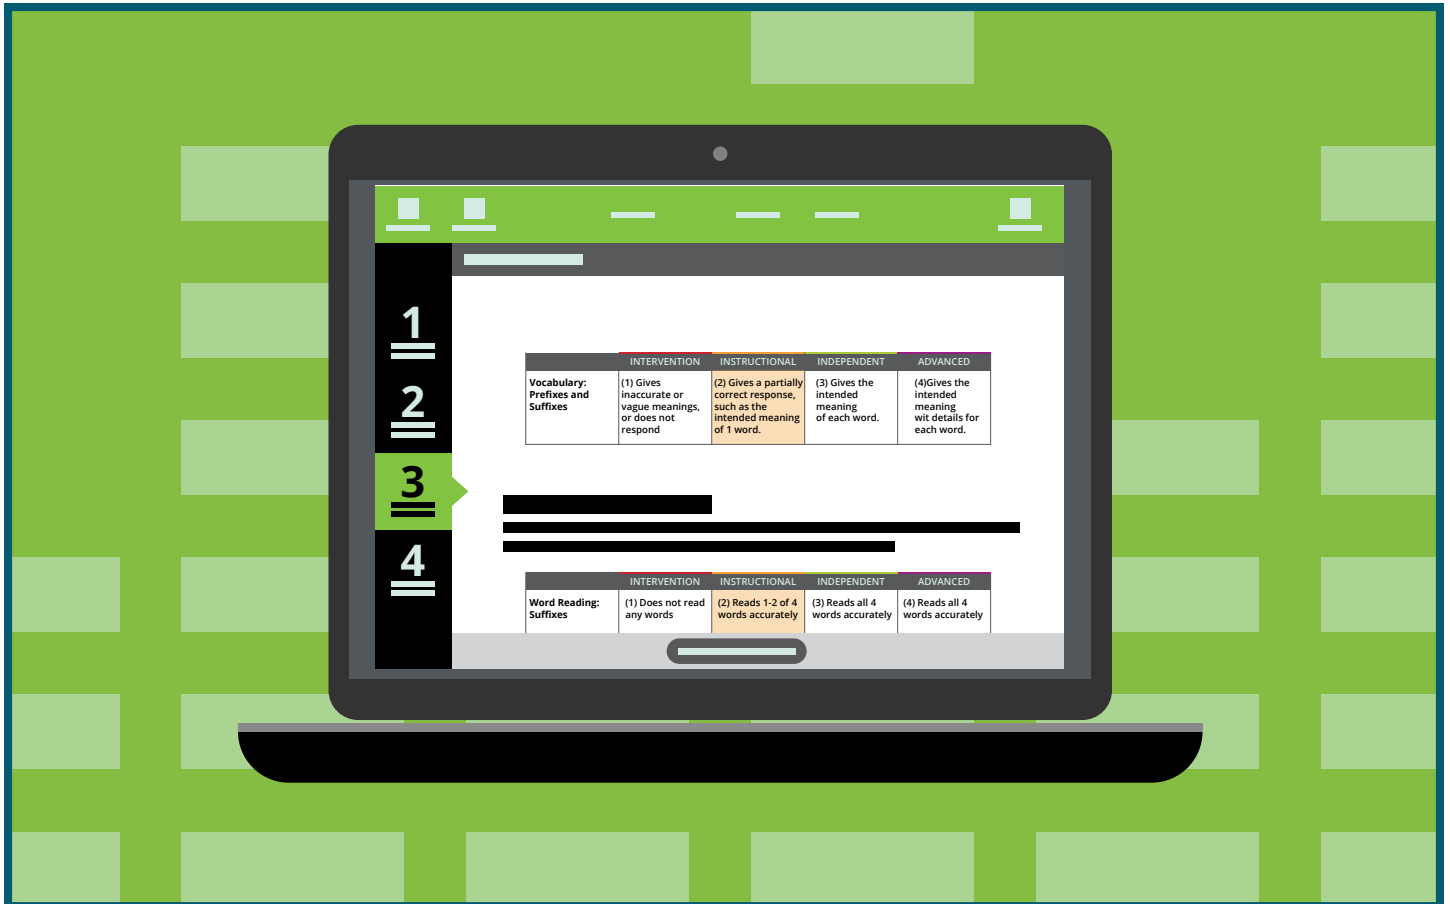 1
2
3
4
INTERVENTION INSTRUCTIONAL INDEPENDENT ADVANCED
Vocabulary:
Prefixes and
Suffixes
(1) Gives
inaccurate or
vague meanings,
or does not
respond
(2) Gives a partially
correct response,
such as the
intended meaning
of 1 word.
(3) Gives the
intended
meaning
of each word.
(4)Gives the
intended
meaning
wit details for
each word.
INTERVENTION INSTRUCTIONAL INDEPENDENT ADVANCED
Word Reading:
Suffixes
(1) Does not read
any words
(2) Reads 1-2 of 4
words accurately
(3) Reads all 4
words accurately
(4) Reads all 4
words accurately